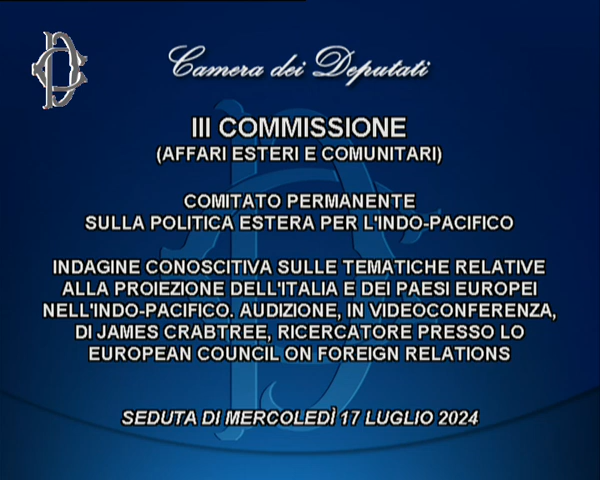 Camera dei Deputati
III COMMISSIONE
(AFFARI ESTERI E COMUNITARI)
COMITATO PERMANENTE
SULLA POLITICA ESTERA PER L'INDO-PACIFICO
INDAGINE CONOSCITIVA SULLE TEMATICHE RELATIVE
ALLA PROIEZIONE DELL'ITALIA E DEI PAESI EUROPEI
NELL'INDO-PACIFICO. AUDIZIONE, IN VIDEOCONFERENZA,
DI JAMES CRABTREE, RICERCATORE PRESSO LO
EUROPEAN COUNCIL ON FOREIGN RELATIONS
SEDUTA DI MERCOLEDÌ 17 LUGLIO 2024